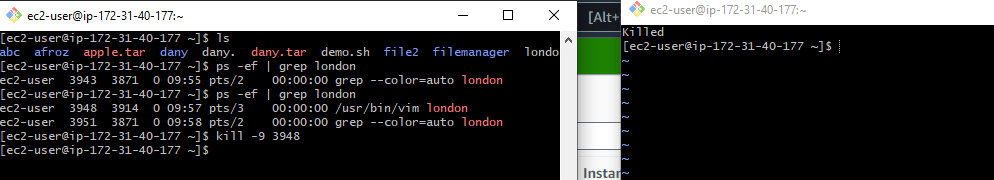 ec2-user@ip-172-31-40-177:~
[ec2-user@ip-172-31-40-177 ~]$ ls
abc afroz apple.tar dany dany. dany.tar demo.sh file2 filemanager londo
[ec2-user@ip-172-31-40-177 ~]$ ps -ef | grep london
ec2-user 3943 3871 0 09:55 pts/2 00:00:00 grep --color=auto london
[ec2-user@ip-172-31-40-177 ~]$ ps -ef | grep london
ec2-user 3948 3914 0 09:57 pts/3 00:00:00 /usr/bin/vim london
ec2-user 3951 3871 0 09:58 pts/2 00:00:00 grep --color=auto london
[ec2-user@ip-172-31-40-177 ~]$ kill -9 3948
[ec2-user@ip-172-31-40-177 ~]$
[Alt+
Instan
ec2-user@ip-172-31-40-177:~
Killed
[ec2-user@ip-172-31-40-177 ~]$
~
~
~
~
~
~
~
~
~